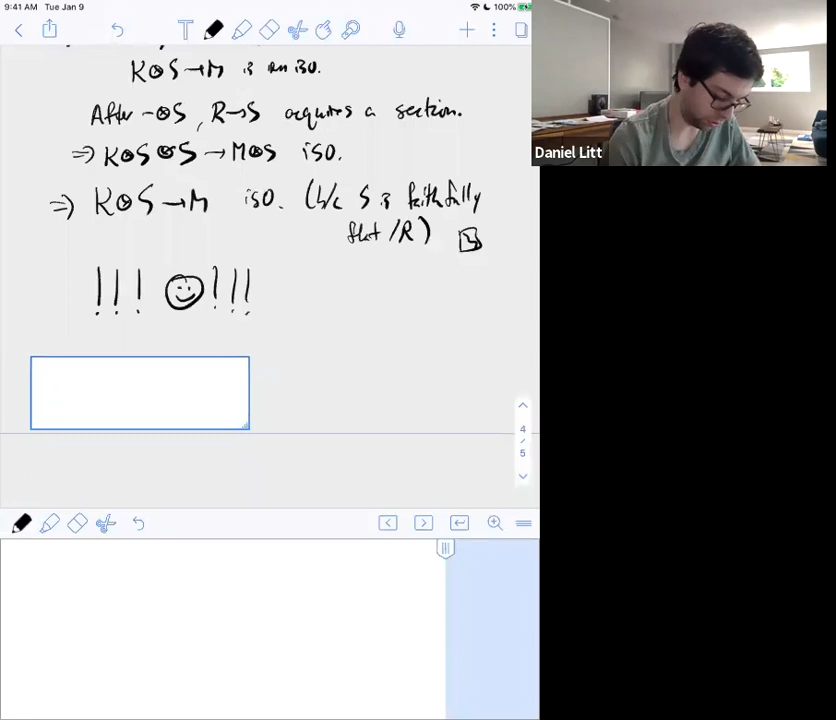 9:41 AM Tue Jan 9
100%
K⊗S→M is an iso.
After -⊗S, R→S acquires a section.
⇒ K⊗S⊗S → M⊗S iso.
⇒ K⊗S→M iso. (b/c S is faithfully
flat /R)
!!! !!!
4
/
5
Daniel Litt